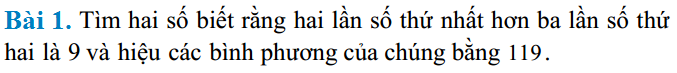 Bài 1. Tìm hai số biết rằng hai lần số thứ nhất hơn ba lần số thứ
hai là 9 và hiệu các bình phương của chúng bằng 119.